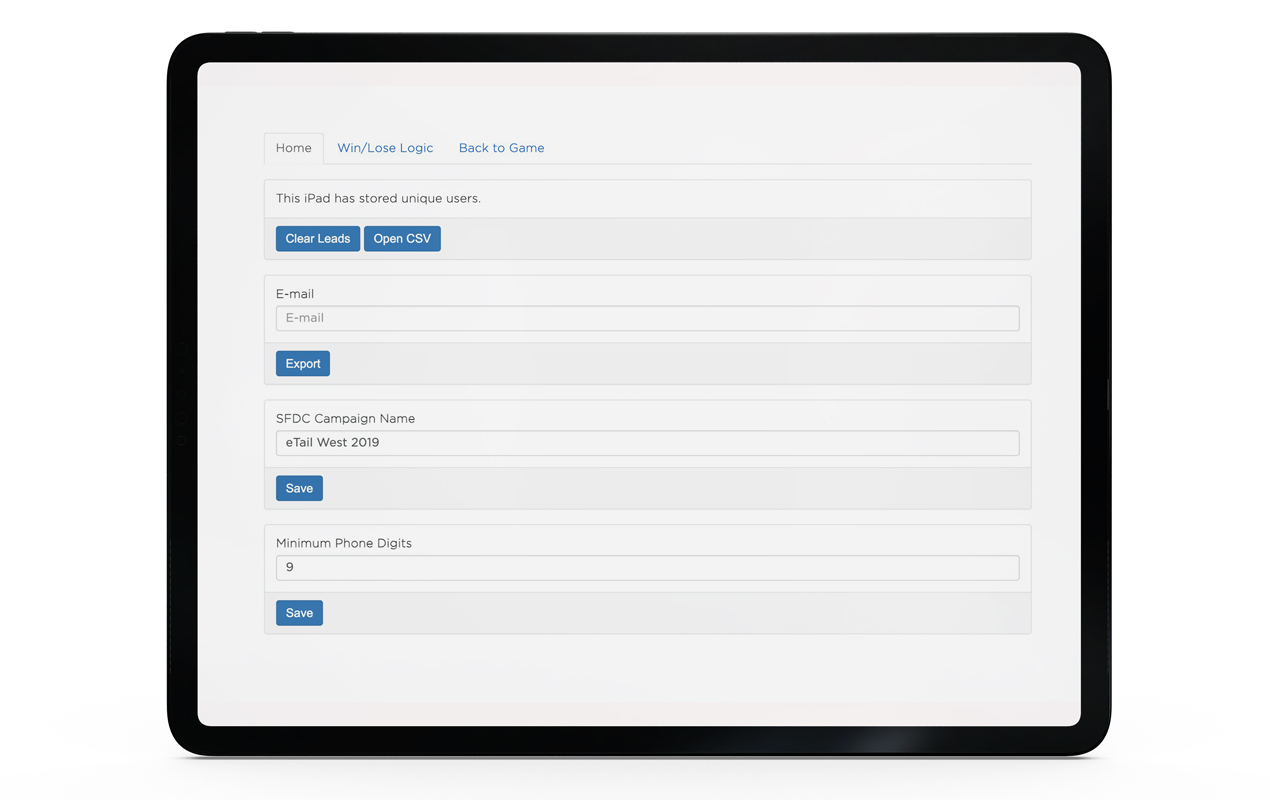 Home Win/Lose Logic Back to Game
This iPad has stored unique users.
Clear Leads Open CSV
E-mail
E-mail
Export
SFDC Campaign Name
eTail West 2019
Save
Minimum Phone Digits
9
Save